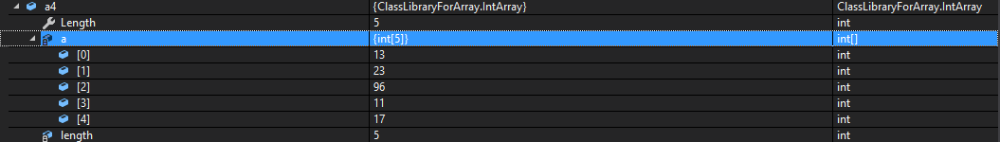 a4 {ClassLibraryForArray.IntArray} ClassLibraryForArray.IntArray
Length 5 int
a {int[5]} int[]
[0] 13 int
[1] 23 int
[2] 96 int
[3] 11 int
[4] 17 int
length 5 int